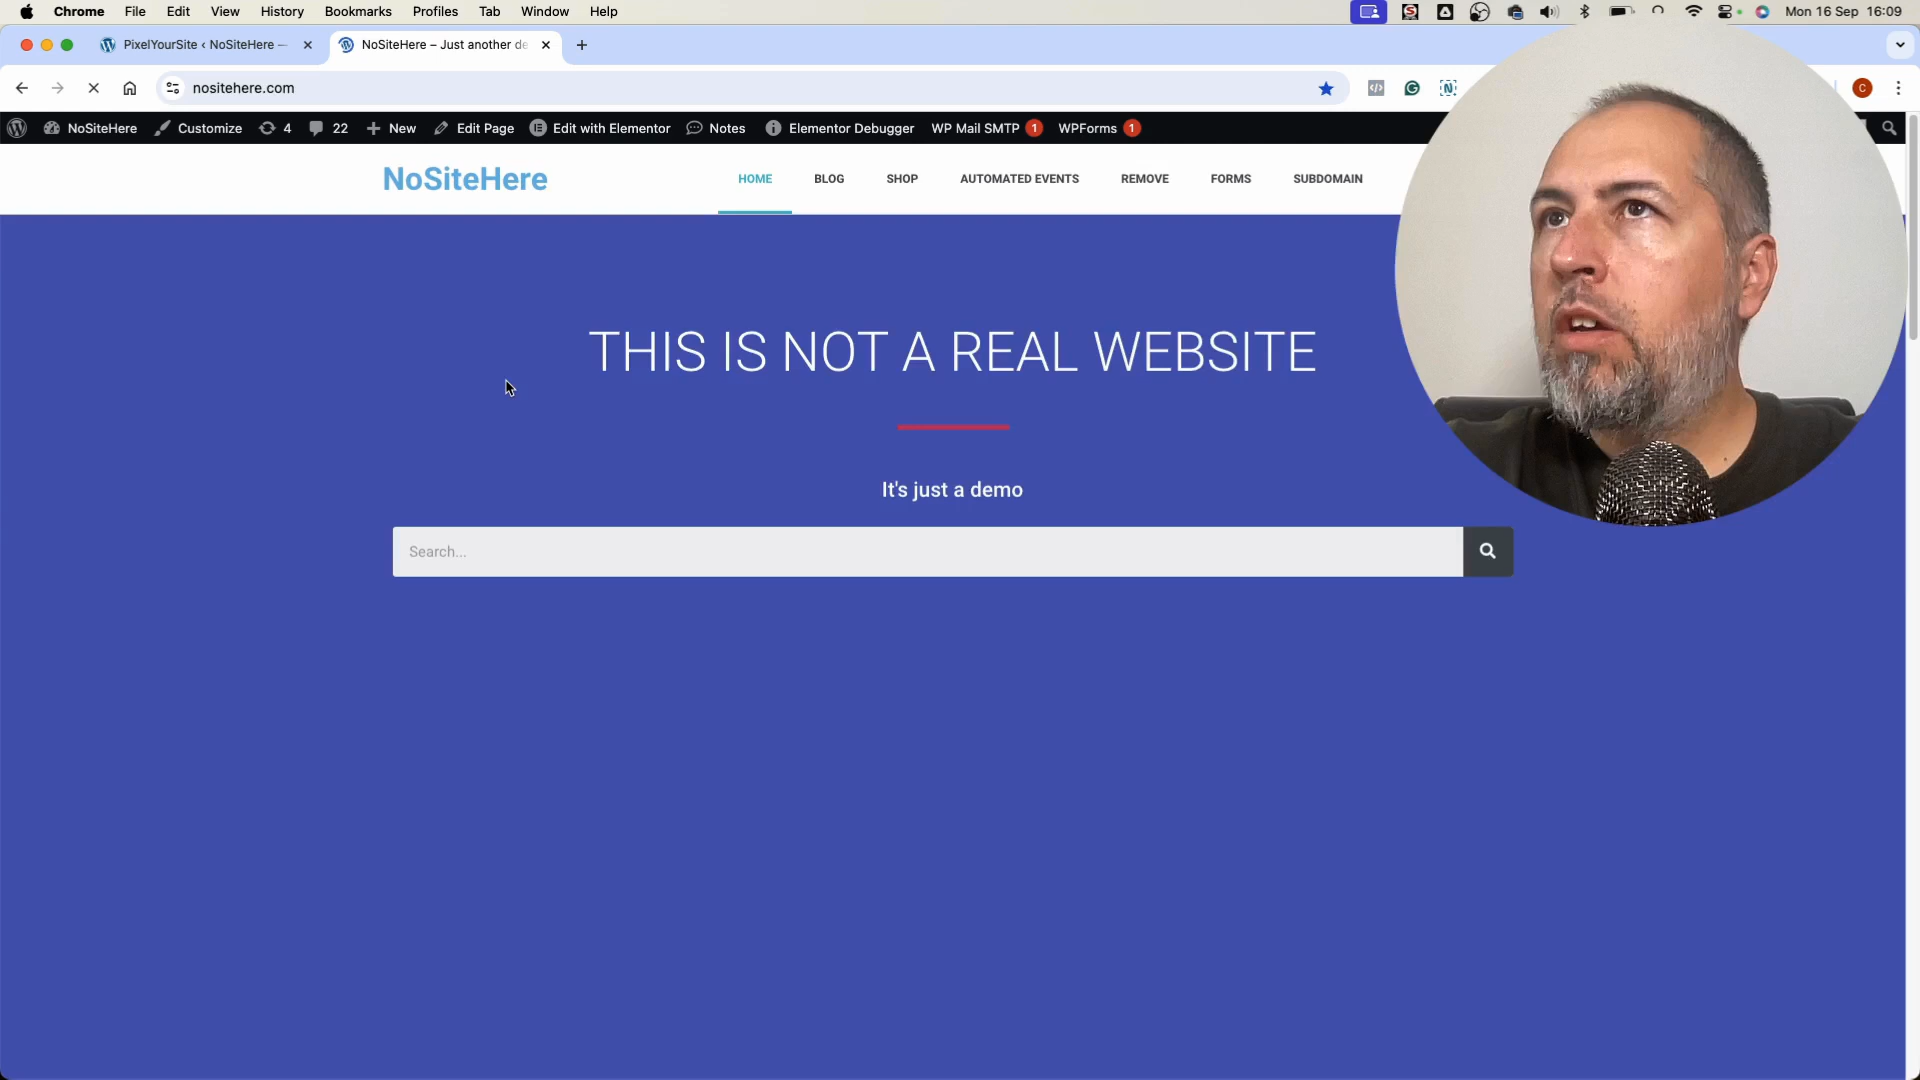 Chrome File Edit View History Bookmarks Profiles Tab Window Help Mon 16 Sep 16:09
PixelYourSite ‹ NoSiteHere — NoSiteHere – Just another de
nositehere.com C
NoSiteHere Customize 4 22 New Edit Page Edit with Elementor Notes Elementor Debugger WP Mail SMTP 1 WPForms 1
NoSiteHere HOME BLOG SHOP AUTOMATED EVENTS REMOVE FORMS SUBDOMAIN
THIS IS NOT A REAL WEBSITE
It's just a demo
Search...